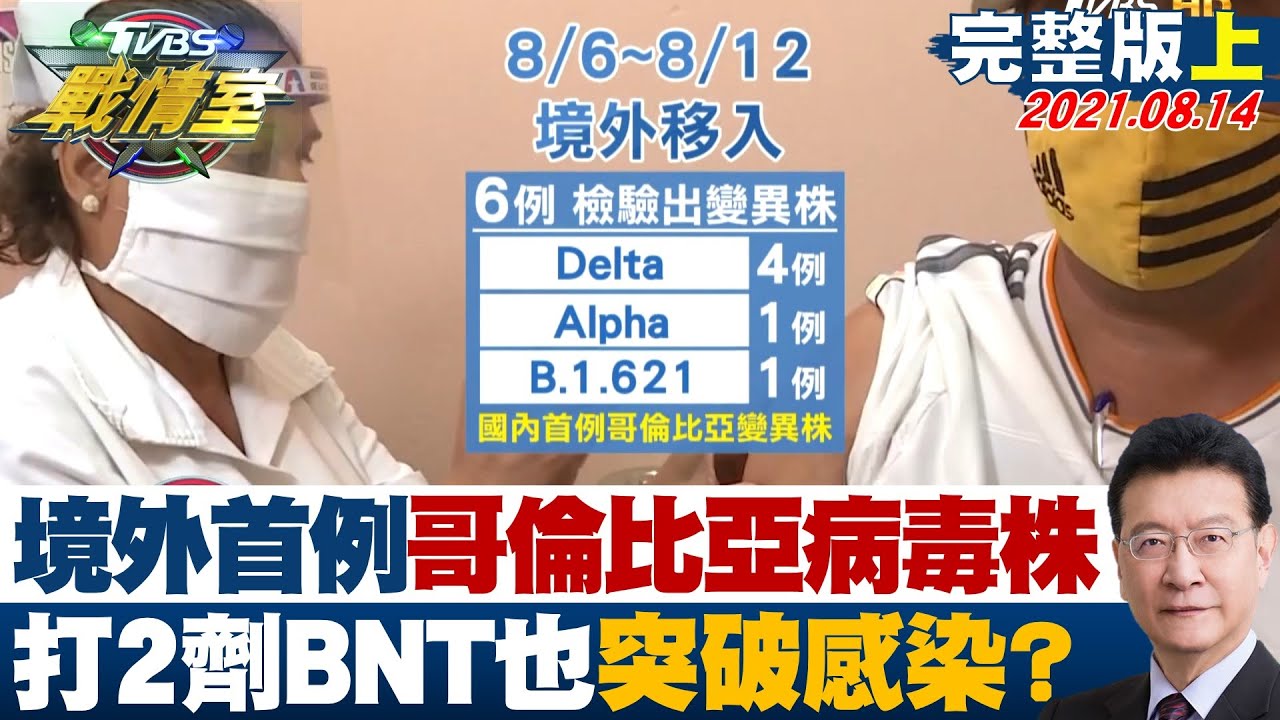 TVBS
戰情室
TVBS HD
完整版上
2021.08.14
8/6~8/12
境外移入
6例 檢驗出變異株
Delta 4例
Alpha 1例
B.1.621 1例
國內首例哥倫比亞變異株
adidas
境外首例哥倫比亞病毒株
打2劑BNT也突破感染?